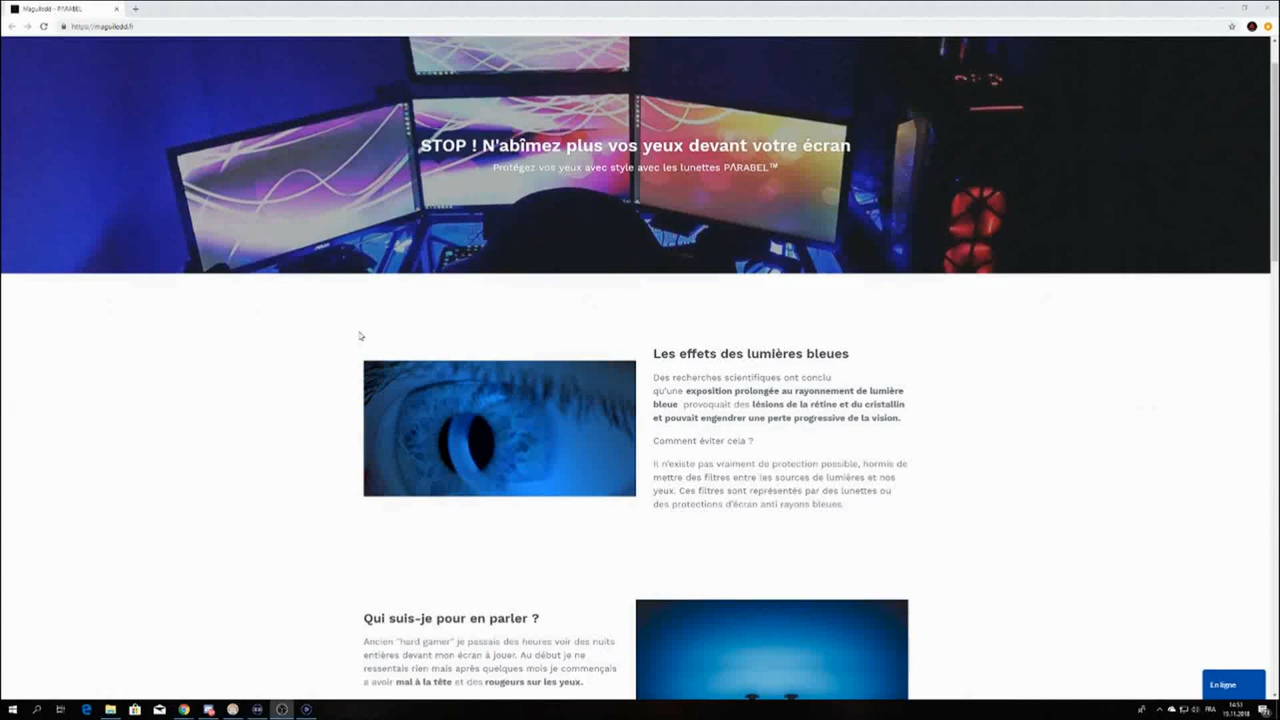 Maguiledd - PΛRABEL
https://maguiledd.fr
STOP ! N'abîmez plus vos yeux devant votre écran
Protégez vos yeux avec style avec les lunettes PΛRABEL™
Les effets des lumières bleues
Des recherches scientifiques ont conclu
qu'une exposition prolongée au rayonnement de lumière
bleue provoquait des lésions de la rétine et du cristallin
et pouvait engendrer une perte progressive de la vision.
Comment éviter cela ?
Il n'existe pas vraiment de protection possible, hormis de
mettre des filtres entre les sources de lumières et nos
yeux. Ces filtres sont représentés par des lunettes ou
des protections d'écran anti rayons bleues.
Qui suis-je pour en parler ?
Ancien "hard gamer" je passais des heures voir des nuits
entières devant mon écran à jouer. Au début je ne
ressentais rien mais après quelques mois je commençais
a avoir mal à la tête et des rougeurs sur les yeux.
En ligne
FRA
14:53
19.11.2018